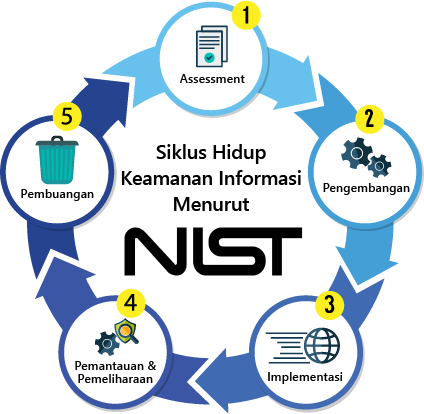 1
Assessment
2
Pengembangan
3
Implementasi
4
Pemantauan &
Pemeliharaan
5
Pembuangan
Siklus Hidup
Keamanan Informasi
Menurut
NIST